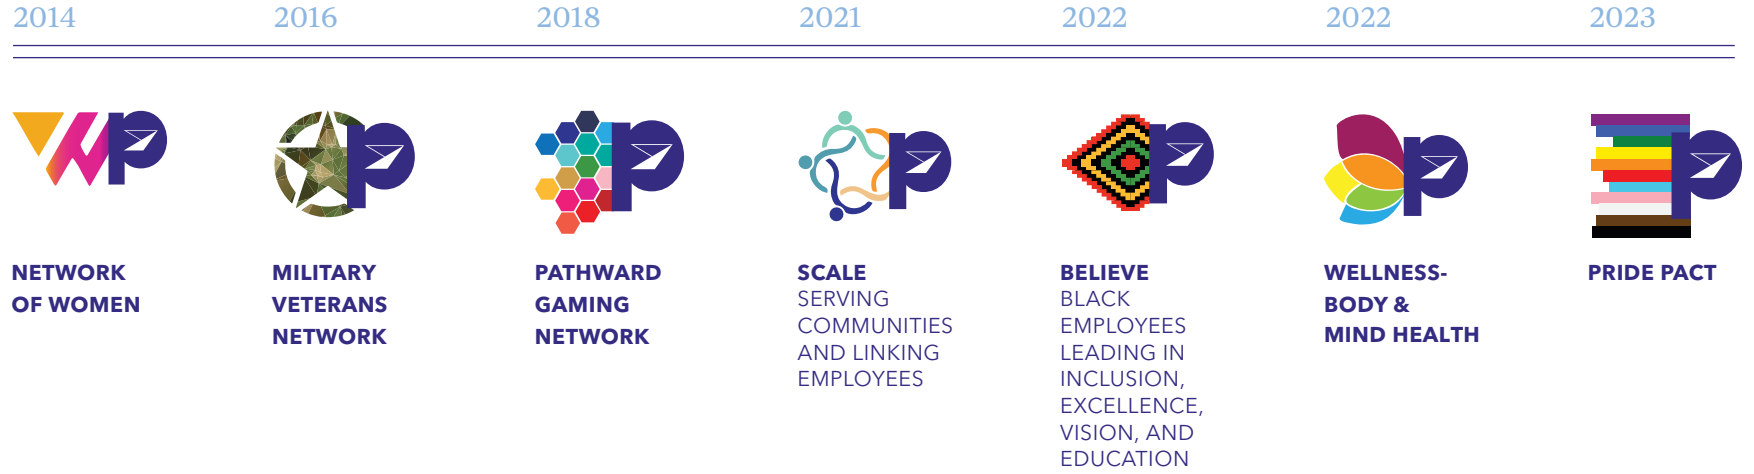 2014
2016
2018
2021
2022
2022
2023
NETWORK
OF WOMEN
MILITARY
VETERANS
NETWORK
PATHWARD
GAMING
NETWORK
SCALE
SERVING
COMMUNITIES
AND LINKING
EMPLOYEES
BELIEVE
BLACK
EMPLOYEES
LEADING IN
INCLUSION,
EXCELLENCE,
VISION, AND
EDUCATION
WELLNESS-
BODY &
MIND HEALTH
PRIDE PACT